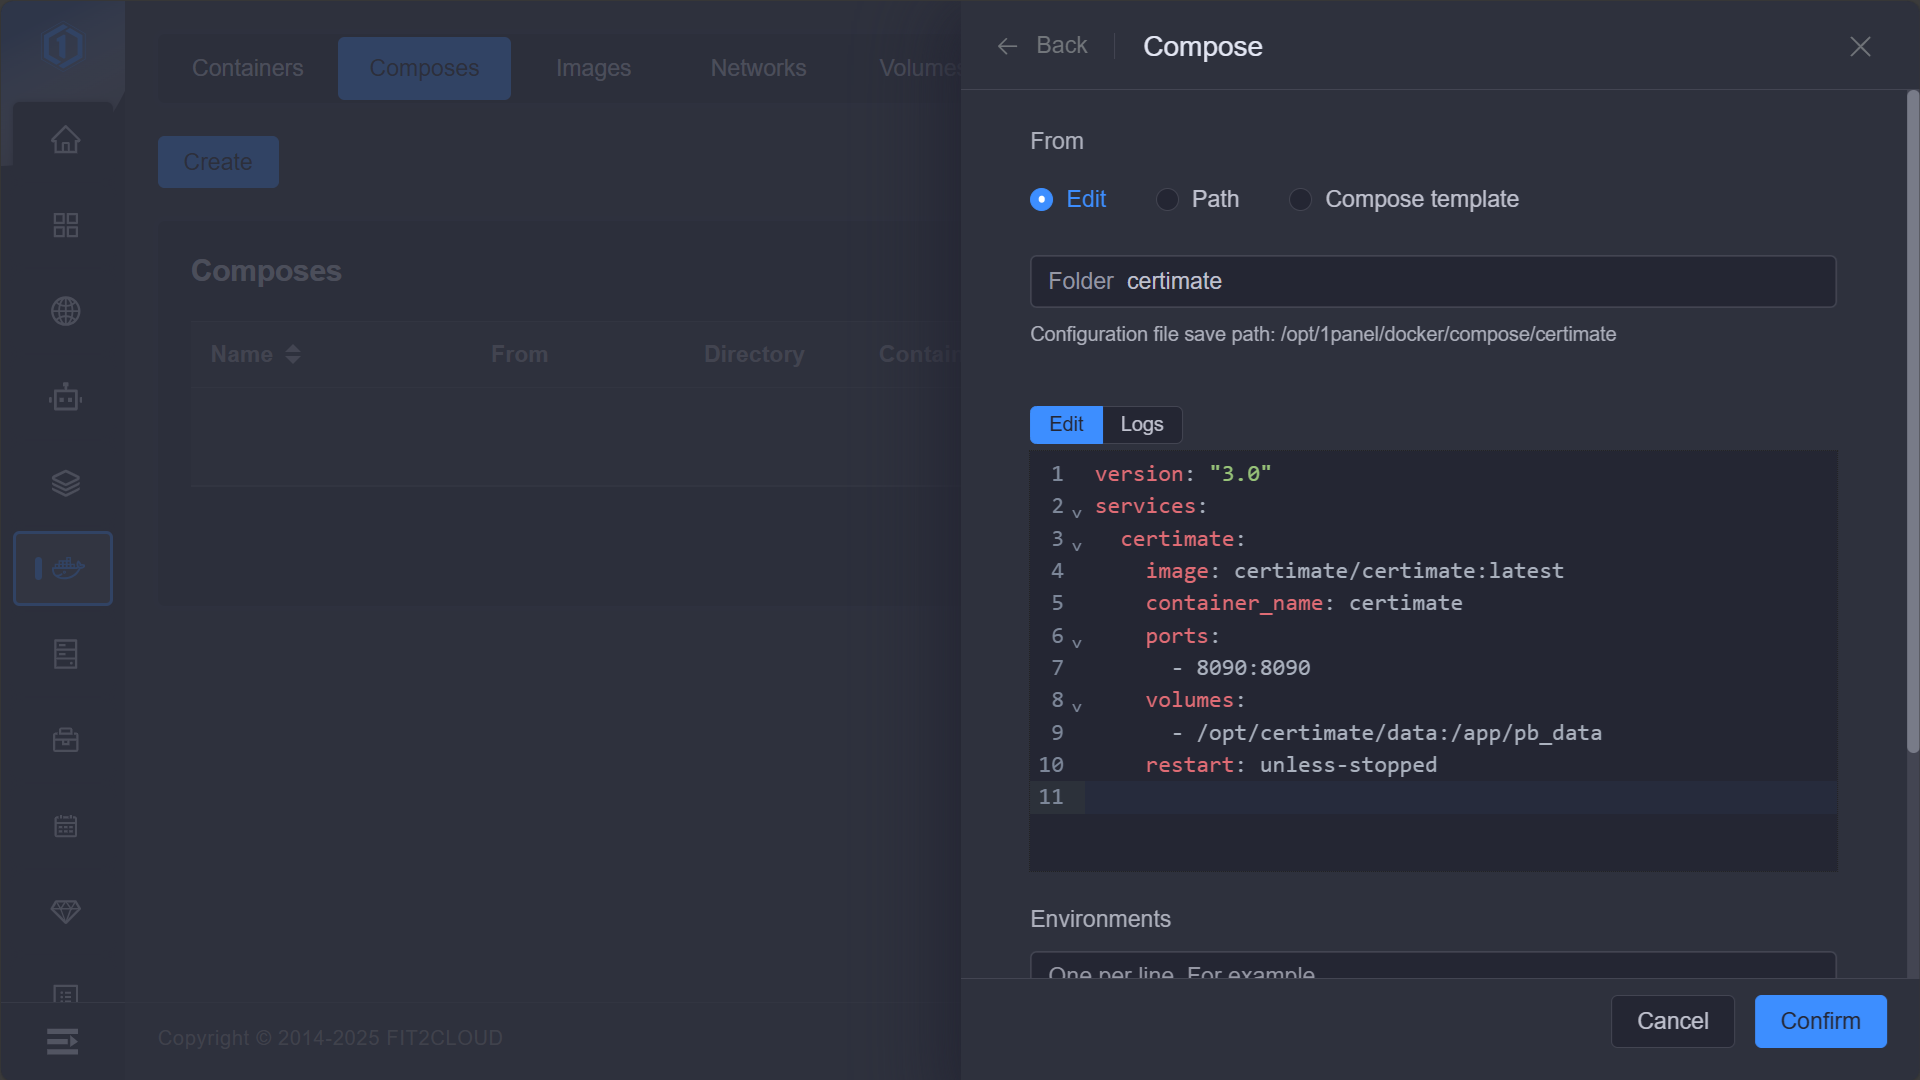 Containers
Composes
Images
Networks
Volumes
Create
Composes
Name
From
Directory
Contain
Copyright © 2014-2025 FIT2CLOUD
Back
Compose
From
Edit
Path
Compose template
Folder certimate
Configuration file save path: /opt/1panel/docker/compose/certimate
Edit
Logs
1 version: "3.0"
2 services:
3 certimate:
4 image: certimate/certimate:latest
5 container_name: certimate
6 ports:
7 - 8090:8090
8 volumes:
9 - /opt/certimate/data:/app/pb_data
10 restart: unless-stopped
11
Environments
One per line. For example
Cancel
Confirm